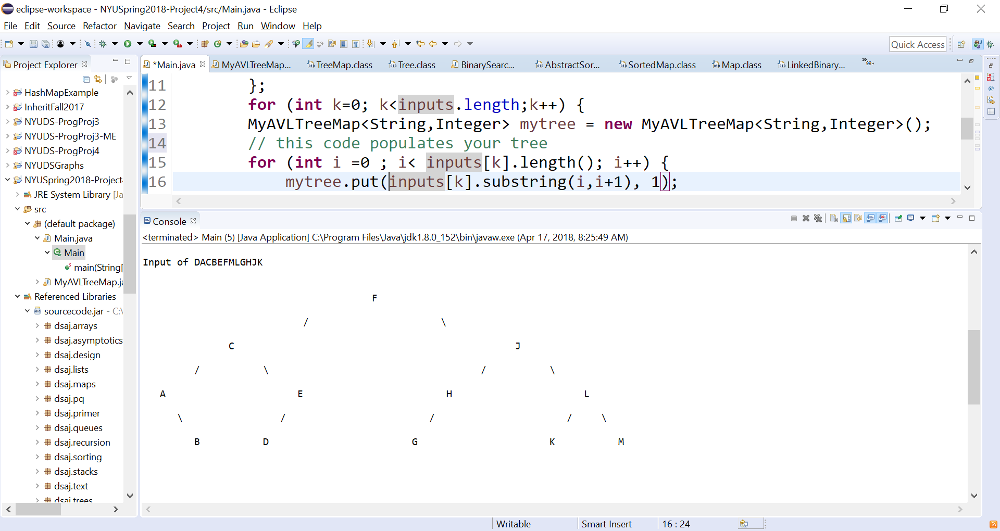 eclipse-workspace - NYUSpring2018-Project4/src/Main.java - Eclipse
File Edit Source Refactor Navigate Search Project Run Window Help
Quick Access
Project Explorer
HashMapExample
InheritFall2017
NYUDS-ProgProj3
NYUDS-ProgProj3-ME
NYUDS-ProgProj4
NYUDSGraphs
NYUSpring2018-Project
JRE System Library [Ja
src
(default package)
Main.java
Main
main(String[
MyAVLTreeMap.ja
Referenced Libraries
sourcecode.jar - C:\
dsaj.arrays
dsaj.asymptotics
dsaj.design
dsaj.lists
dsaj.maps
dsaj.pq
dsaj.primer
dsaj.queues
dsaj.recursion
dsaj.sorting
dsaj.stacks
dsaj.text
dsaj.trees
*Main.java MyAVLTreeMap... TreeMap.class Tree.class BinarySearc... AbstractSor... SortedMap.class Map.class LinkedBinary... »99+
11 };
12 for (int k=0; k<inputs.length;k++) {
13 MyAVLTreeMap<String,Integer> mytree = new MyAVLTreeMap<String,Integer>();
14 // this code populates your tree
15 for (int i =0 ; i< inputs[k].length(); i++) {
16 mytree.put(inputs[k].substring(i,i+1), 1);
Console
<terminated> Main (5) [Java Application] C:\Program Files\Java\jdk1.8.0_152\bin\javaw.exe (Apr 17, 2018, 8:25:49 AM)
Input of DACBEFMLGHJK
F
/ \
C J
/ \ / \
A E H L
\ / / / \
B D G K M
Writable Smart Insert 16 : 24